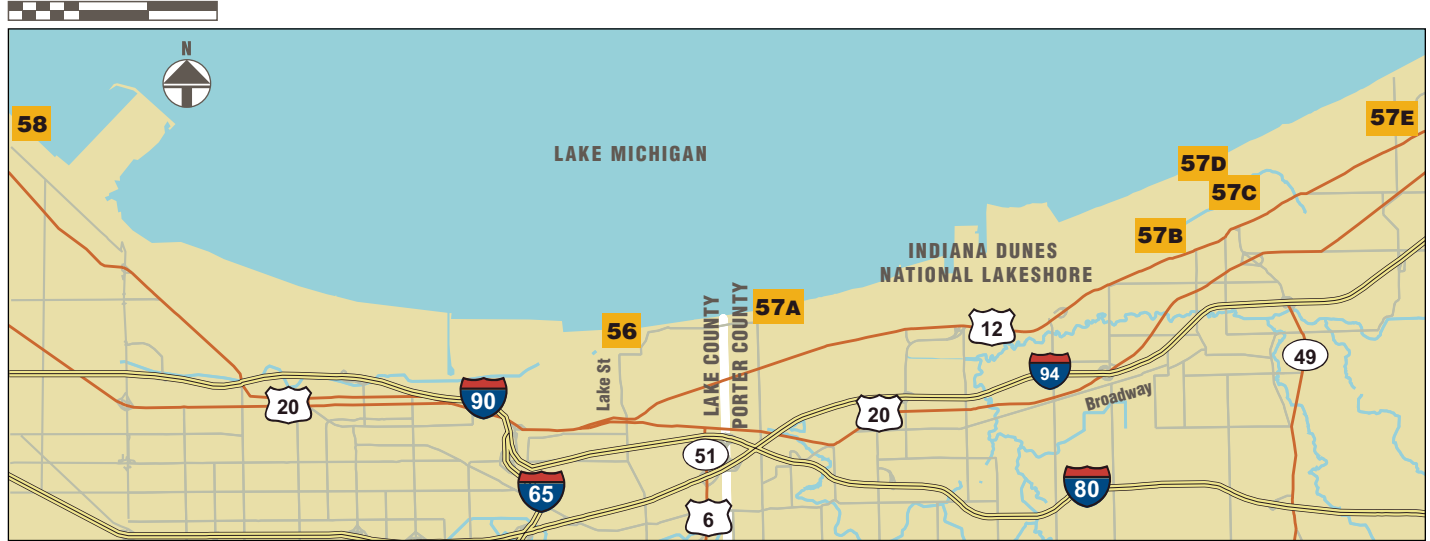 N
58
57E
LAKE MICHIGAN
57D
57C
57B
INDIANA DUNES
NATIONAL LAKESHORE
57A
56
LAKE COUNTY
PORTER COUNTY
12
49
Lake St
94
90
20
20
Broadway
51
65
80
6